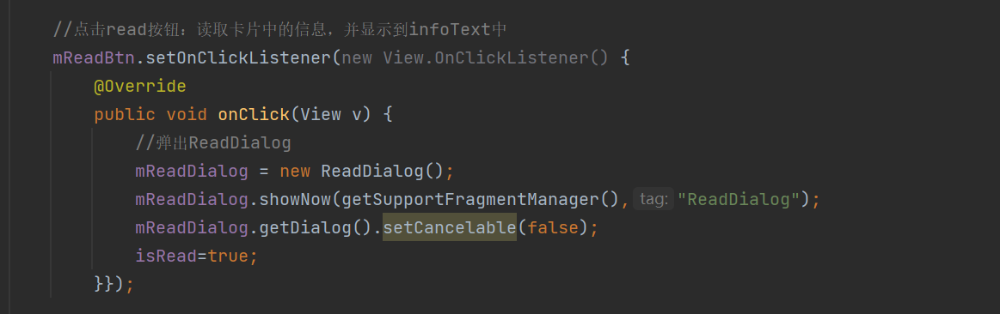 //点击read按钮：读取卡片中的信息，并显示到infoText中
mReadBtn.setOnClickListener(new View.OnClickListener() {
@Override
public void onClick(View v) {
//弹出ReadDialog
mReadDialog = new ReadDialog();
mReadDialog.showNow(getSupportFragmentManager(), tag: "ReadDialog");
mReadDialog.getDialog().setCancelable(false);
isRead=true;
}});